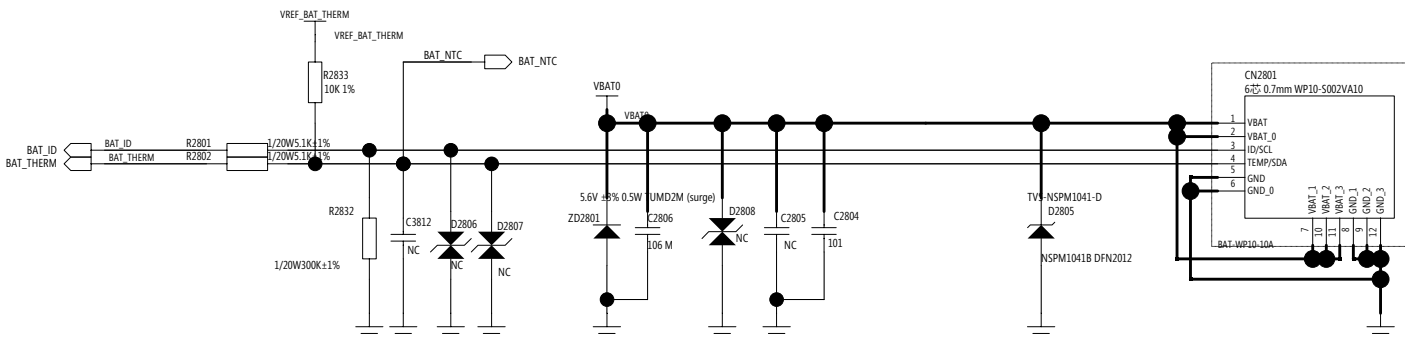 VREF_BAT_THERM
VREF_BAT_THERM
R2833
10K 1%
BAT_NTC
BAT_NTC
VBAT0
VBAT0
CN2801
6芯 0.7mm WP10-S002VA10
BAT_ID
BAT_ID
R2801
1/20W5.1K±1%
BAT_THERM
BAT_THERM
R2802
1/20W5.1K±1%
1
VBAT
2
VBAT_0
3
ID/SCL
4
TEMP/SDA
5
GND
6
GND_0
VBAT_1
VBAT_2
VBAT_3
GND_1
GND_2
GND_3
7
10
11
8
9
12
BAT-WP10-10A
R2832
1/20W300K±1%
C3812
NC
D2806
NC
D2807
NC
5.6V ±3% 0.5W TUMD2M (surge)
ZD2801
C2806
106 M
D2808
NC
C2805
NC
C2804
101
TVS-NSPM1041-D
D2805
NSPM1041B DFN2012